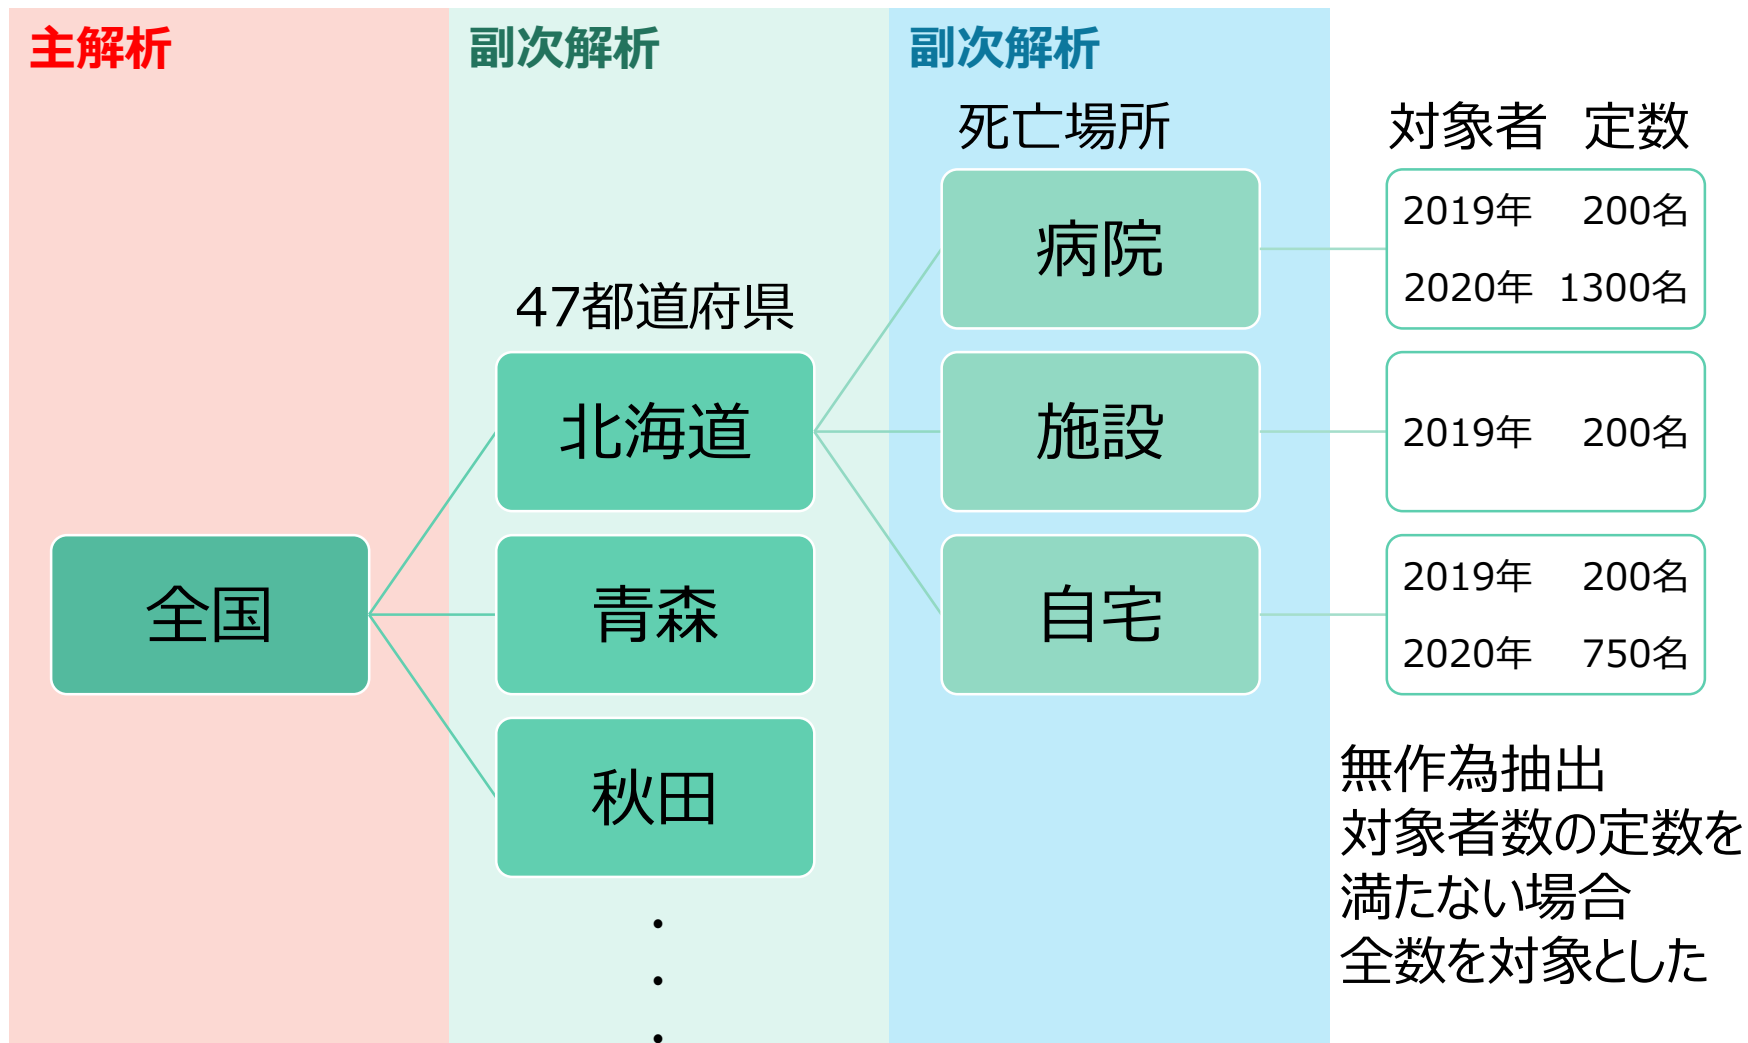 主解析
副次解析
副次解析
死亡場所
対象者 定数
47都道府県
全国
北海道
青森
秋田
・
・
・
病院
施設
自宅
2019年 200名
2020年 1300名
2019年 200名
2019年 200名
2020年 750名
無作為抽出
対象者数の定数を
満たない場合
全数を対象とした